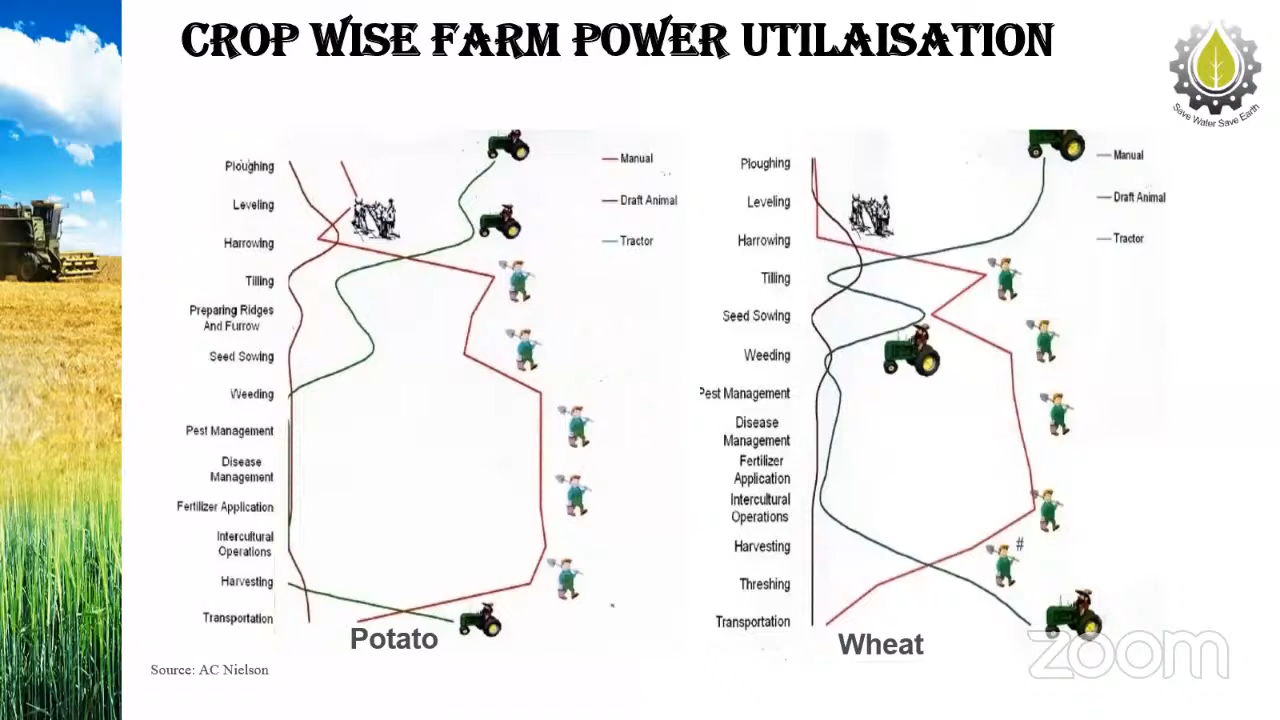 CROP WISE FARM POWER UTILAISATION
Save Water Save Earth
Ploughing
Leveling
Harrowing
Tilling
Preparing Ridges
And Furrow
Seed Sowing
Weeding
Pest Management
Disease
Management
Fertilizer Application
Intercultural
Operations
Harvesting
Transportation
Manual
Draft Animal
Tractor
Potato
Ploughing
Leveling
Harrowing
Tilling
Seed Sowing
Weeding
Pest Management
Disease
Management
Fertilizer
Application
Intercultural
Operations
Harvesting
Threshing
Transportation
Manual
Draft Animal
Tractor
#
Wheat
Source: AC Nielson
zoom